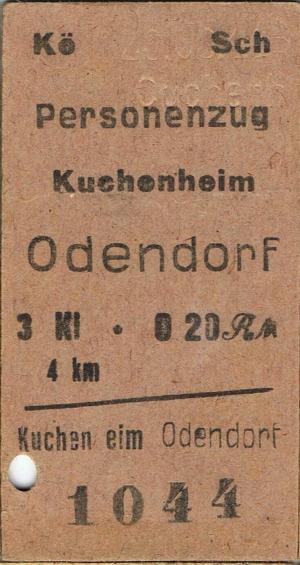 Kö Sch
Personenzug
Kuchenheim
Odendorf
3 Kl • 0 20 Rm
4 km
Kuchen eim Odendorf
1044